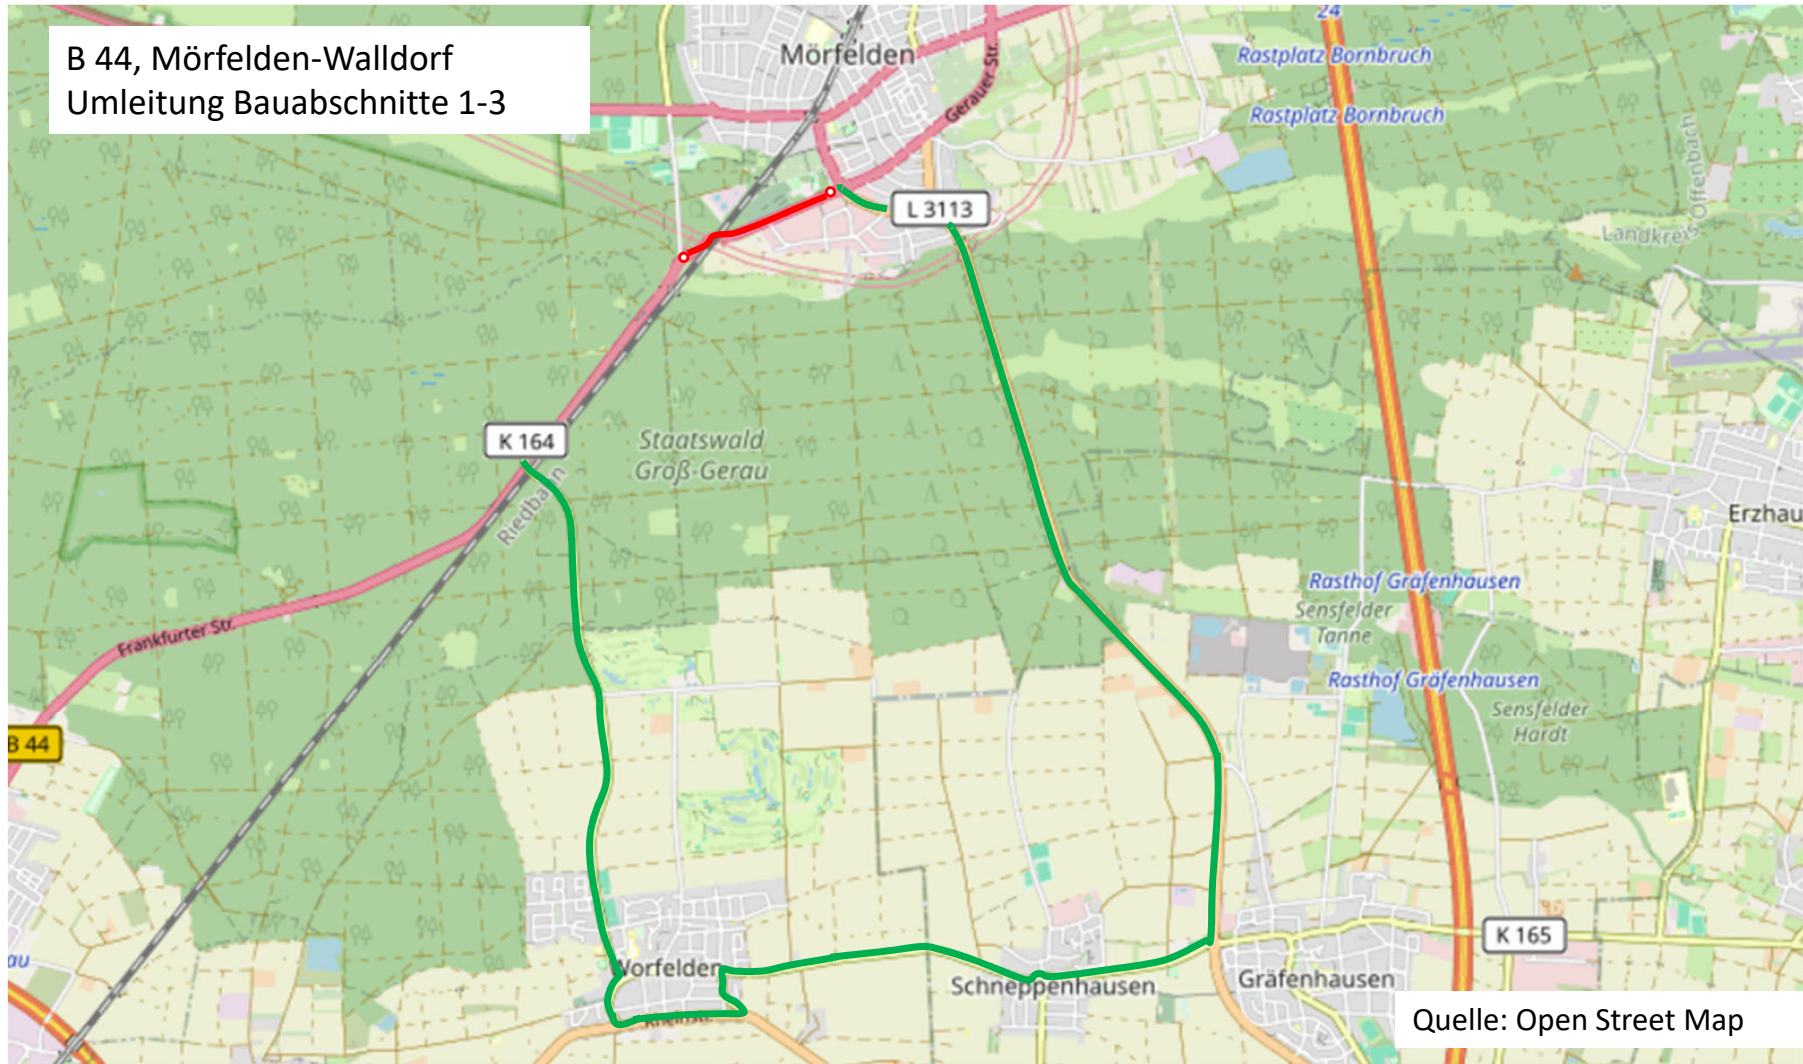 B 44, Mörfelden-Walldorf
Umleitung Bauabschnitte 1-3
24
Mörfelden
Rastplatz Bornbruch
Gerauer Str.
Rastplatz Bornbruch
Landkreis Offenbach
L 3113
K 164
Staatswald
Groß-Gerau
Riedbahn
Erzhau
Rasthof Gräfenhausen
Sensfelder
Tanne
Frankfurter Str.
Rasthof Gräfenhausen
Sensfelder
Hardt
B 44
K 165
au
Worfelden
Schneppenhausen
Gräfenhausen
Rheinstr.
Quelle: Open Street Map